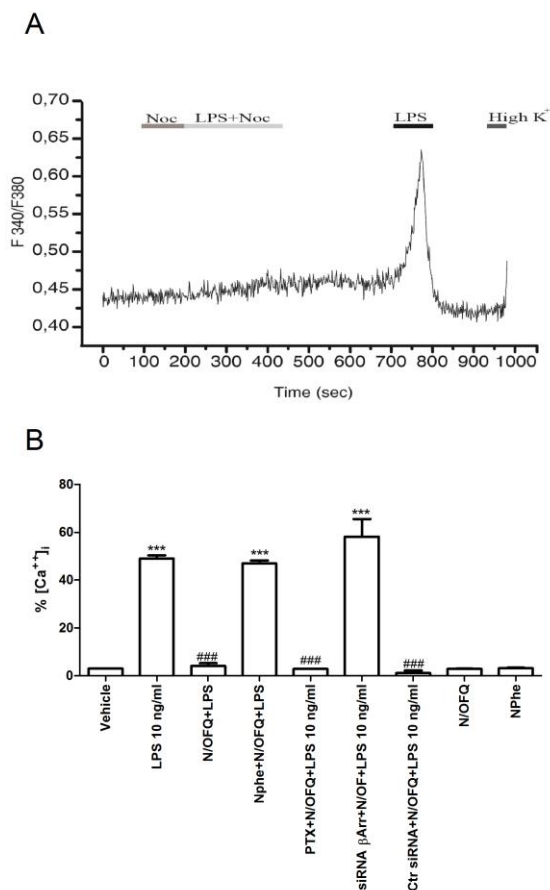 A
0,70
0,65
0,60
0,55
0,50
0,45
0,40
F 340/F380
Noc LPS+Noc LPS High K+
0 100 200 300 400 500 600 700 800 900 1000
Time (sec)
B
80
60
40
20
0
% [Ca++]i
***
***
***
###
###
###
Vehicle
LPS 10 ng/ml
N/OFQ+LPS
Nphe+N/OFQ+LPS
PTX+N/OFQ+LPS 10 ng/ml
siRNA βArr+N/OF+LPS 10 ng/ml
Ctr siRNA+N/OFQ+LPS 10 ng/ml
N/OFQ
NPhe